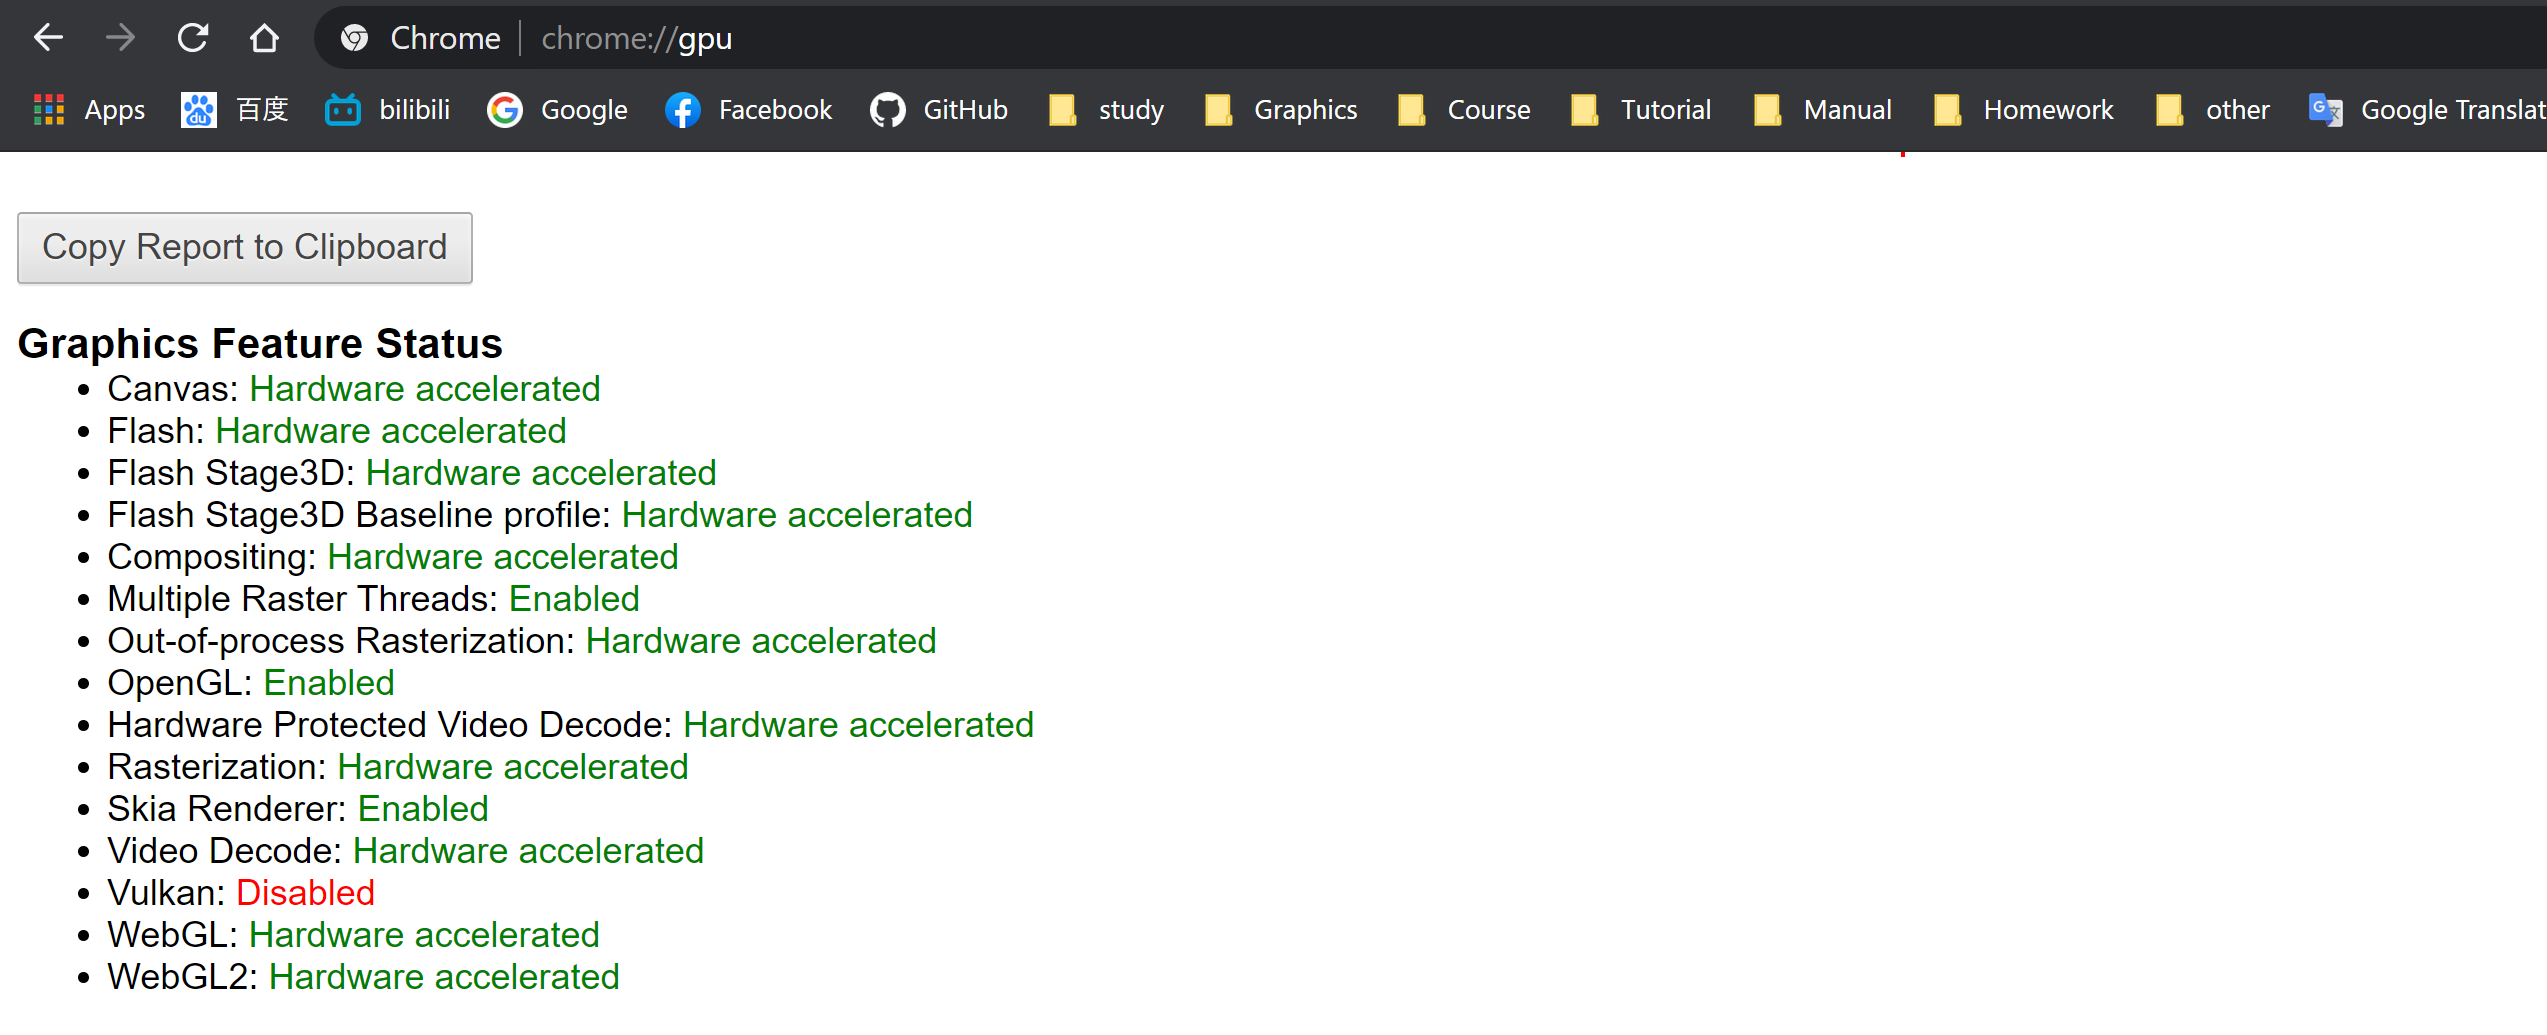 Chrome | chrome://gpu
Apps 百度 bilibili Google Facebook GitHub study Graphics Course Tutorial Manual Homework other Google Translat
Copy Report to Clipboard
Graphics Feature Status
• Canvas: Hardware accelerated
• Flash: Hardware accelerated
• Flash Stage3D: Hardware accelerated
• Flash Stage3D Baseline profile: Hardware accelerated
• Compositing: Hardware accelerated
• Multiple Raster Threads: Enabled
• Out-of-process Rasterization: Hardware accelerated
• OpenGL: Enabled
• Hardware Protected Video Decode: Hardware accelerated
• Rasterization: Hardware accelerated
• Skia Renderer: Enabled
• Video Decode: Hardware accelerated
• Vulkan: Disabled
• WebGL: Hardware accelerated
• WebGL2: Hardware accelerated